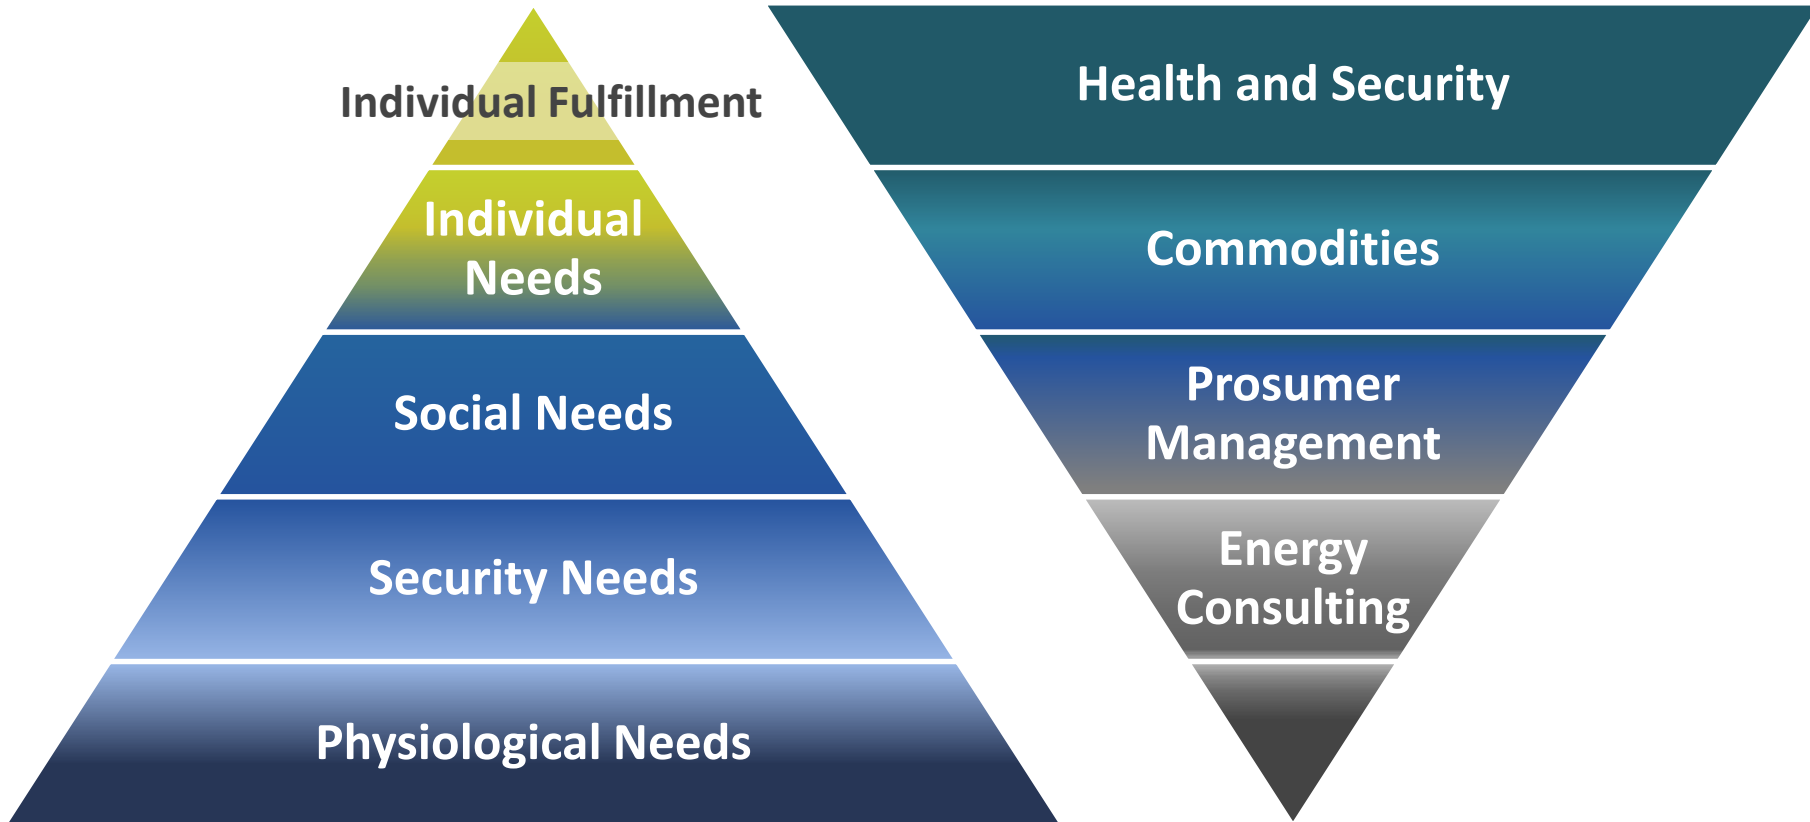 Individual Fulfillment
Individual
Needs
Social Needs
Security Needs
Physiological Needs
Health and Security
Commodities
Prosumer
Management
Energy
Consulting